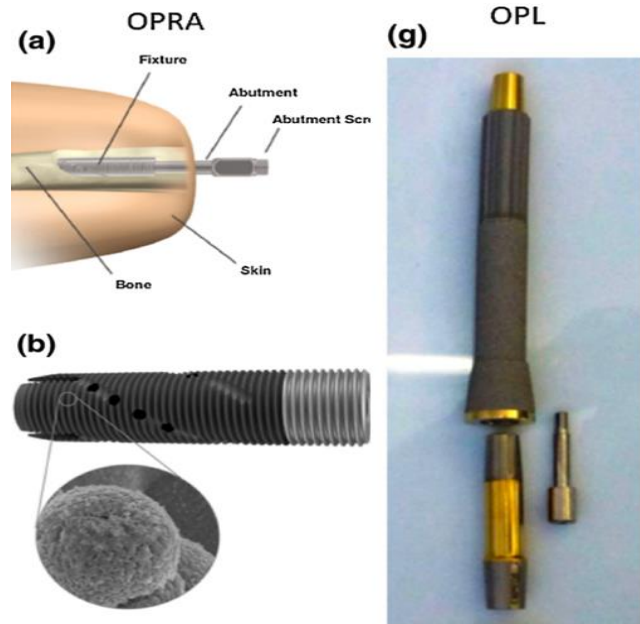 OPRA
(a)
Fixture
Abutment
Abutment Scr
Bone
Skin
(b)
OPL
(g)